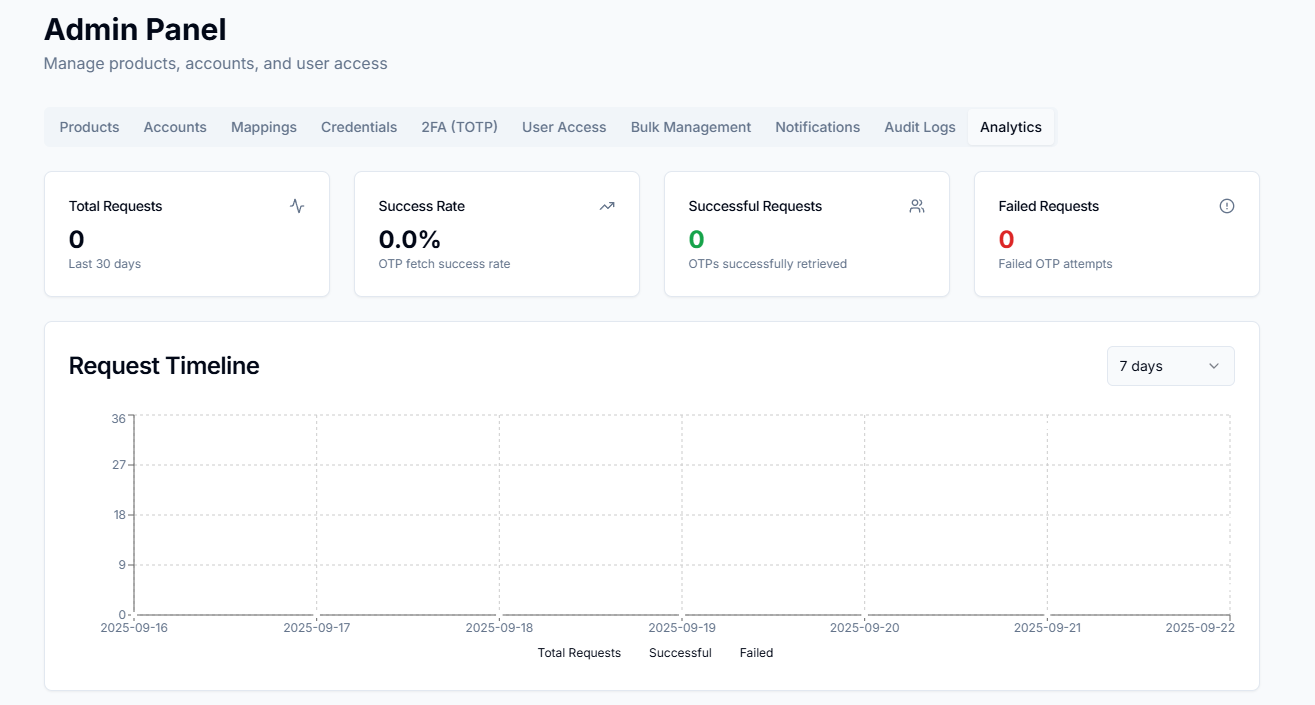 Admin Panel
Manage products, accounts, and user access
Products Accounts Mappings Credentials 2FA (TOTP) User Access Bulk Management Notifications Audit Logs Analytics
Total Requests
0
Last 30 days
Success Rate
0.0%
OTP fetch success rate
Successful Requests
0
OTPs successfully retrieved
Failed Requests
0
Failed OTP attempts
Request Timeline
7 days
36
27
18
9
0
2025-09-16 2025-09-17 2025-09-18 2025-09-19 2025-09-20 2025-09-21 2025-09-22
Total Requests Successful Failed